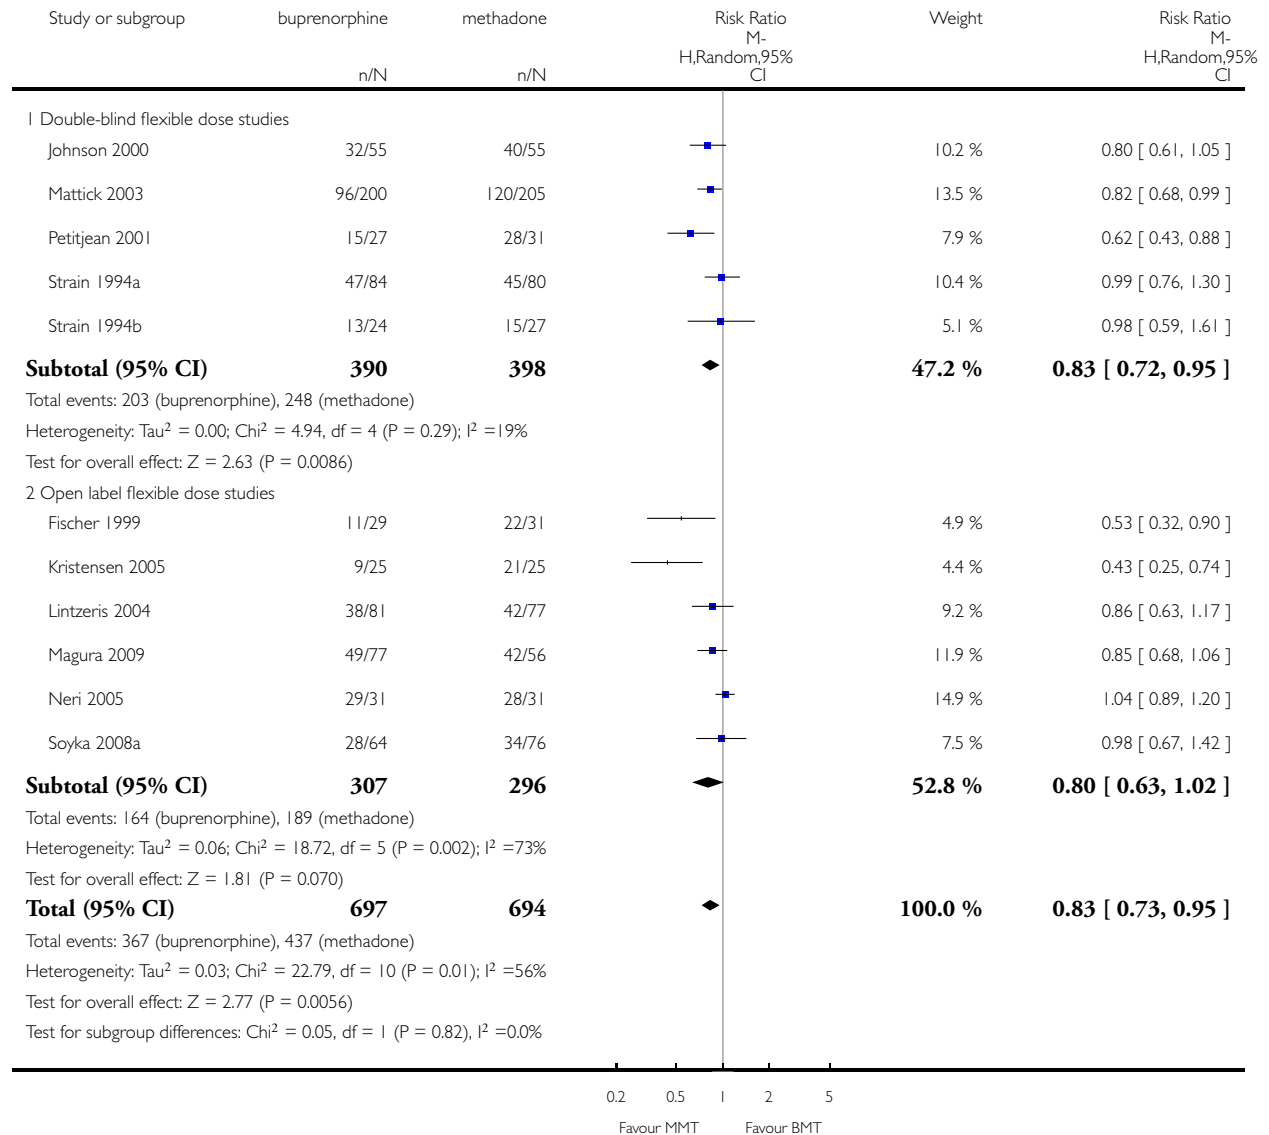 Study or subgroup buprenorphine methadone Risk Ratio Weight Risk Ratio
M- M-
H,Random,95% H,Random,95%
n/N n/N CI CI
1 Double-blind flexible dose studies
Johnson 2000 32/55 40/55 10.2 % 0.80 [ 0.61, 1.05 ]
Mattick 2003 96/200 120/205 13.5 % 0.82 [ 0.68, 0.99 ]
Petitjean 2001 15/27 28/31 7.9 % 0.62 [ 0.43, 0.88 ]
Strain 1994a 47/84 45/80 10.4 % 0.99 [ 0.76, 1.30 ]
Strain 1994b 13/24 15/27 5.1 % 0.98 [ 0.59, 1.61 ]
Subtotal (95% CI) 390 398 47.2 % 0.83 [ 0.72, 0.95 ]
Total events: 203 (buprenorphine), 248 (methadone)
Heterogeneity: Tau² = 0.00; Chi² = 4.94, df = 4 (P = 0.29); I² =19%
Test for overall effect: Z = 2.63 (P = 0.0086)
2 Open label flexible dose studies
Fischer 1999 11/29 22/31 4.9 % 0.53 [ 0.32, 0.90 ]
Kristensen 2005 9/25 21/25 4.4 % 0.43 [ 0.25, 0.74 ]
Lintzeris 2004 38/81 42/77 9.2 % 0.86 [ 0.63, 1.17 ]
Magura 2009 49/77 42/56 11.9 % 0.85 [ 0.68, 1.06 ]
Neri 2005 29/31 28/31 14.9 % 1.04 [ 0.89, 1.20 ]
Soyka 2008a 28/64 34/76 7.5 % 0.98 [ 0.67, 1.42 ]
Subtotal (95% CI) 307 296 52.8 % 0.80 [ 0.63, 1.02 ]
Total events: 164 (buprenorphine), 189 (methadone)
Heterogeneity: Tau² = 0.06; Chi² = 18.72, df = 5 (P = 0.002); I² =73%
Test for overall effect: Z = 1.81 (P = 0.070)
Total (95% CI) 697 694 100.0 % 0.83 [ 0.73, 0.95 ]
Total events: 367 (buprenorphine), 437 (methadone)
Heterogeneity: Tau² = 0.03; Chi² = 22.79, df = 10 (P = 0.01); I² =56%
Test for overall effect: Z = 2.77 (P = 0.0056)
Test for subgroup differences: Chi² = 0.05, df = 1 (P = 0.82), I² =0.0%
0.2 0.5 1 2 5
Favour MMT Favour BMT